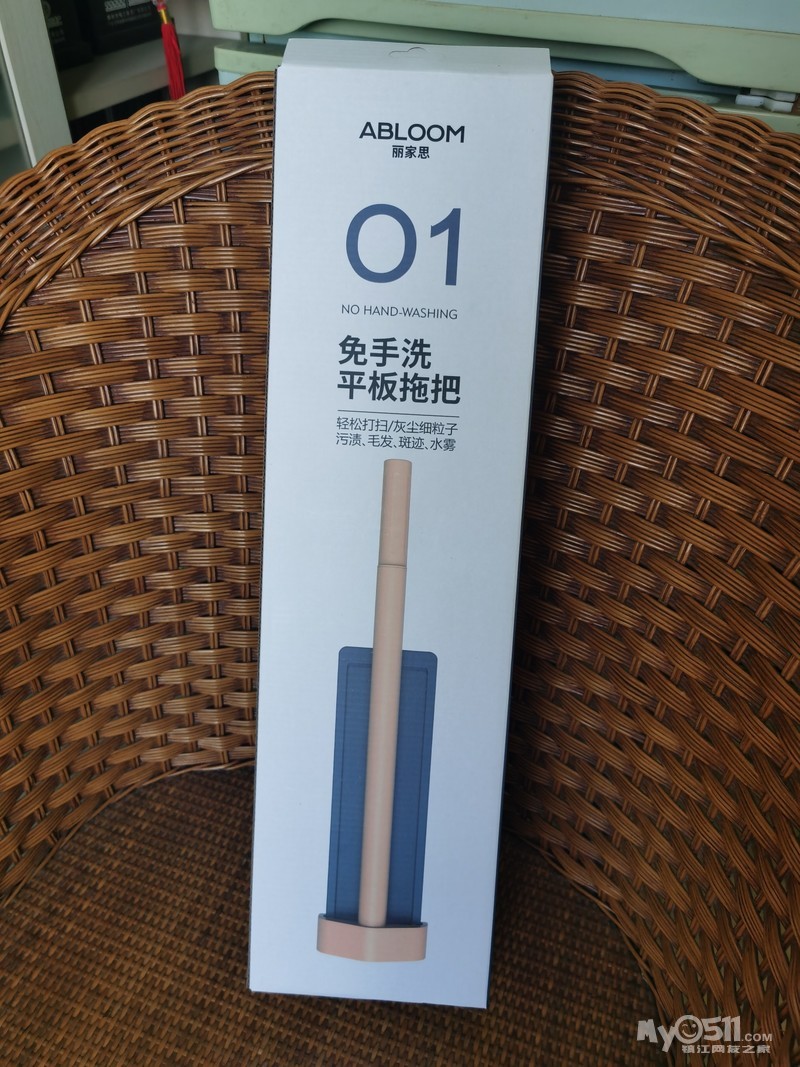 ABLOOM
丽家思
01
NO HAND-WASHING
免手洗
平板拖把
轻松打扫/灰尘细粒子
污渍、毛发、斑迹、水雾
MyO511.COM
镇江网友之家